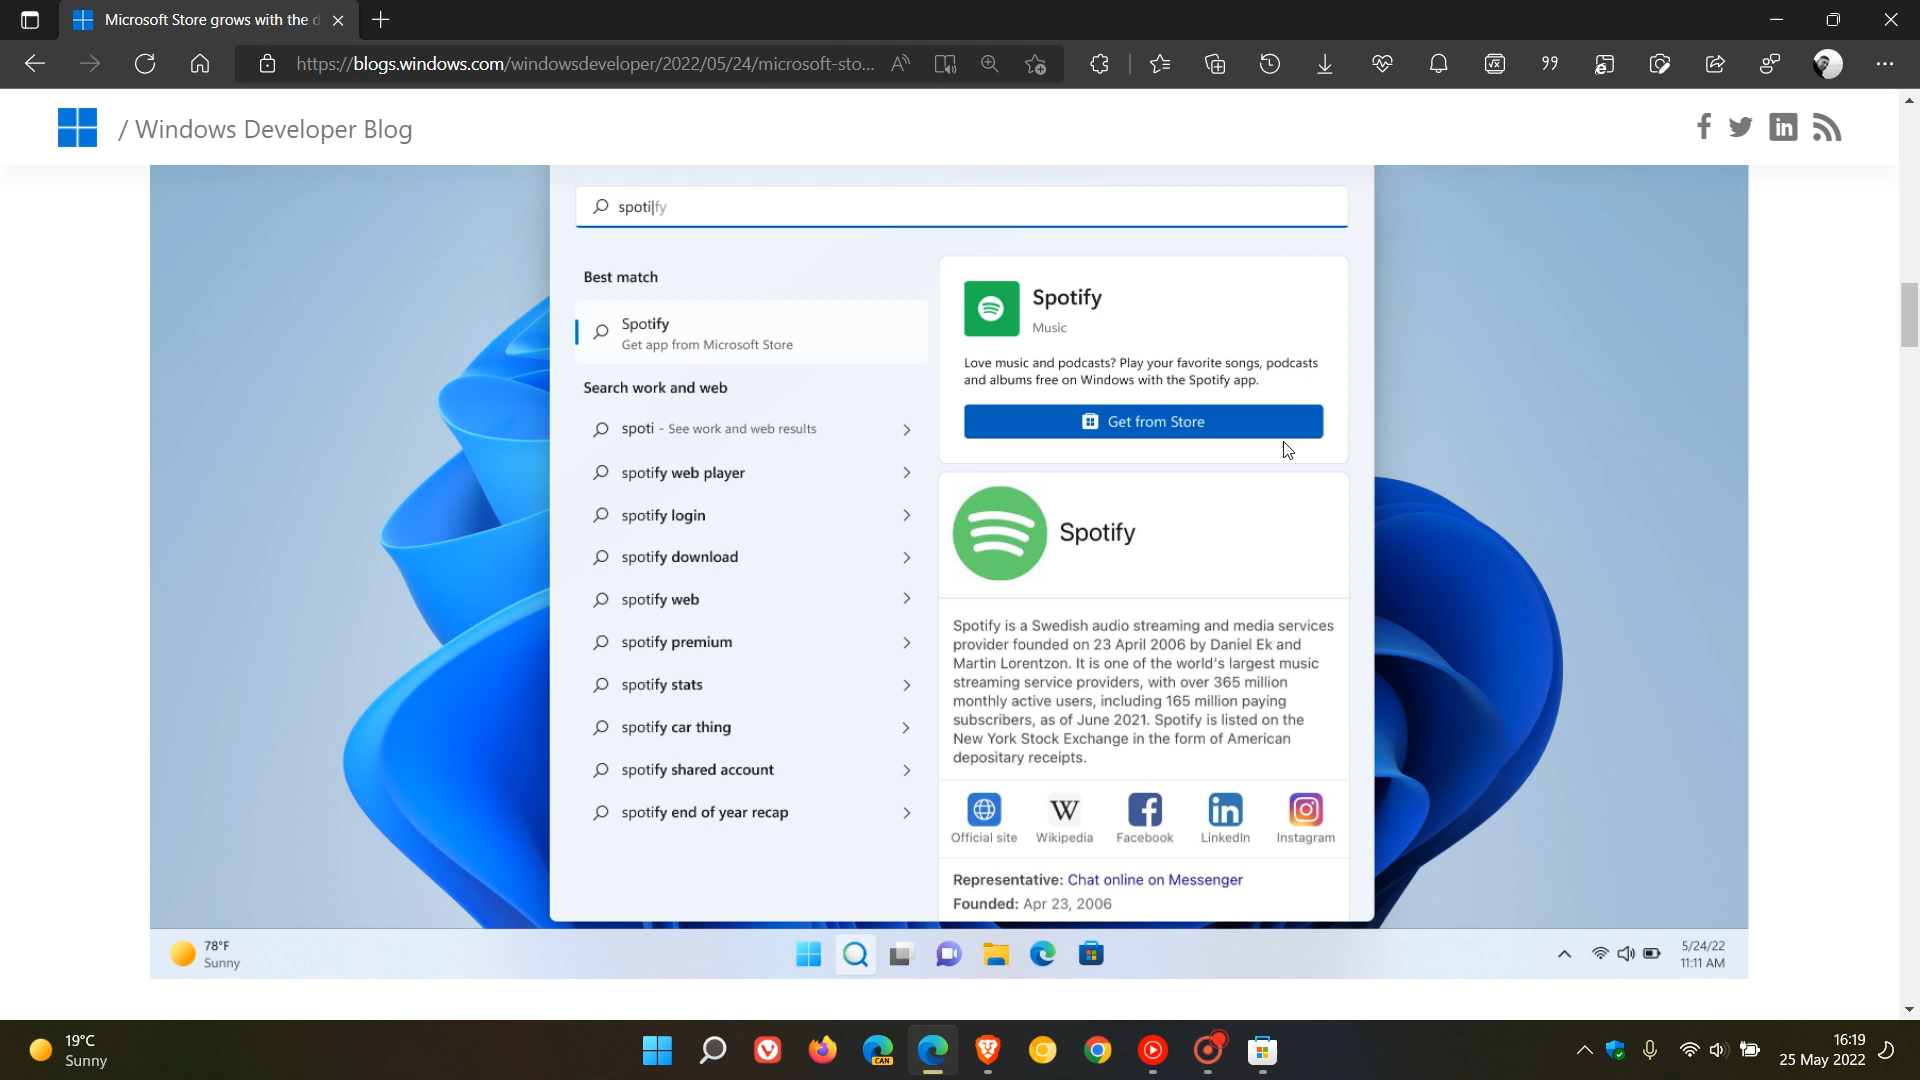 Microsoft Store grows with the d
https://blogs.windows.com/windowsdeveloper/2022/05/24/microsoft-sto...
/ Windows Developer Blog
spotify
Best match
Spotify
Get app from Microsoft Store
Search work and web
spoti - See work and web results
spotify web player
spotify login
spotify download
spotify web
spotify premium
spotify stats
spotify car thing
spotify shared account
spotify end of year recap
Spotify
Music
Love music and podcasts? Play your favorite songs, podcasts
and albums free on Windows with the Spotify app.
Get from Store
Spotify
Spotify is a Swedish audio streaming and media services
provider founded on 23 April 2006 by Daniel Ek and
Martin Lorentzon. It is one of the world's largest music
streaming service providers, with over 365 million
monthly active users, including 165 million paying
subscribers, as of June 2021. Spotify is listed on the
New York Stock Exchange in the form of American
depositary receipts.
W
Official site Wikipedia Facebook LinkedIn Instagram
Representative: Chat online on Messenger
Founded: Apr 23, 2006
78°F
Sunny
5/24/22
11:11 AM
19°C
Sunny
CAN
16:19
25 May 2022